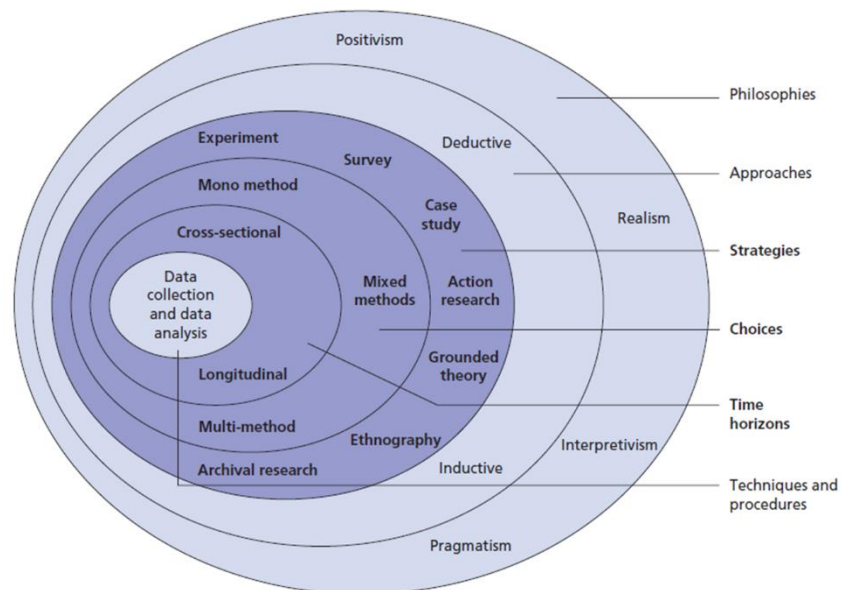 Positivism
Philosophies
Experiment
Deductive
Survey
Approaches
Mono method
Case
study
Realism
Cross-sectional
Strategies
Data
collection
and data
analysis
Mixed
methods
Action
research
Choices
Longitudinal
Grounded
theory
Time
horizons
Multi-method
Ethnography
Interpretivism
Archival research
Inductive
Techniques and
procedures
Pragmatism